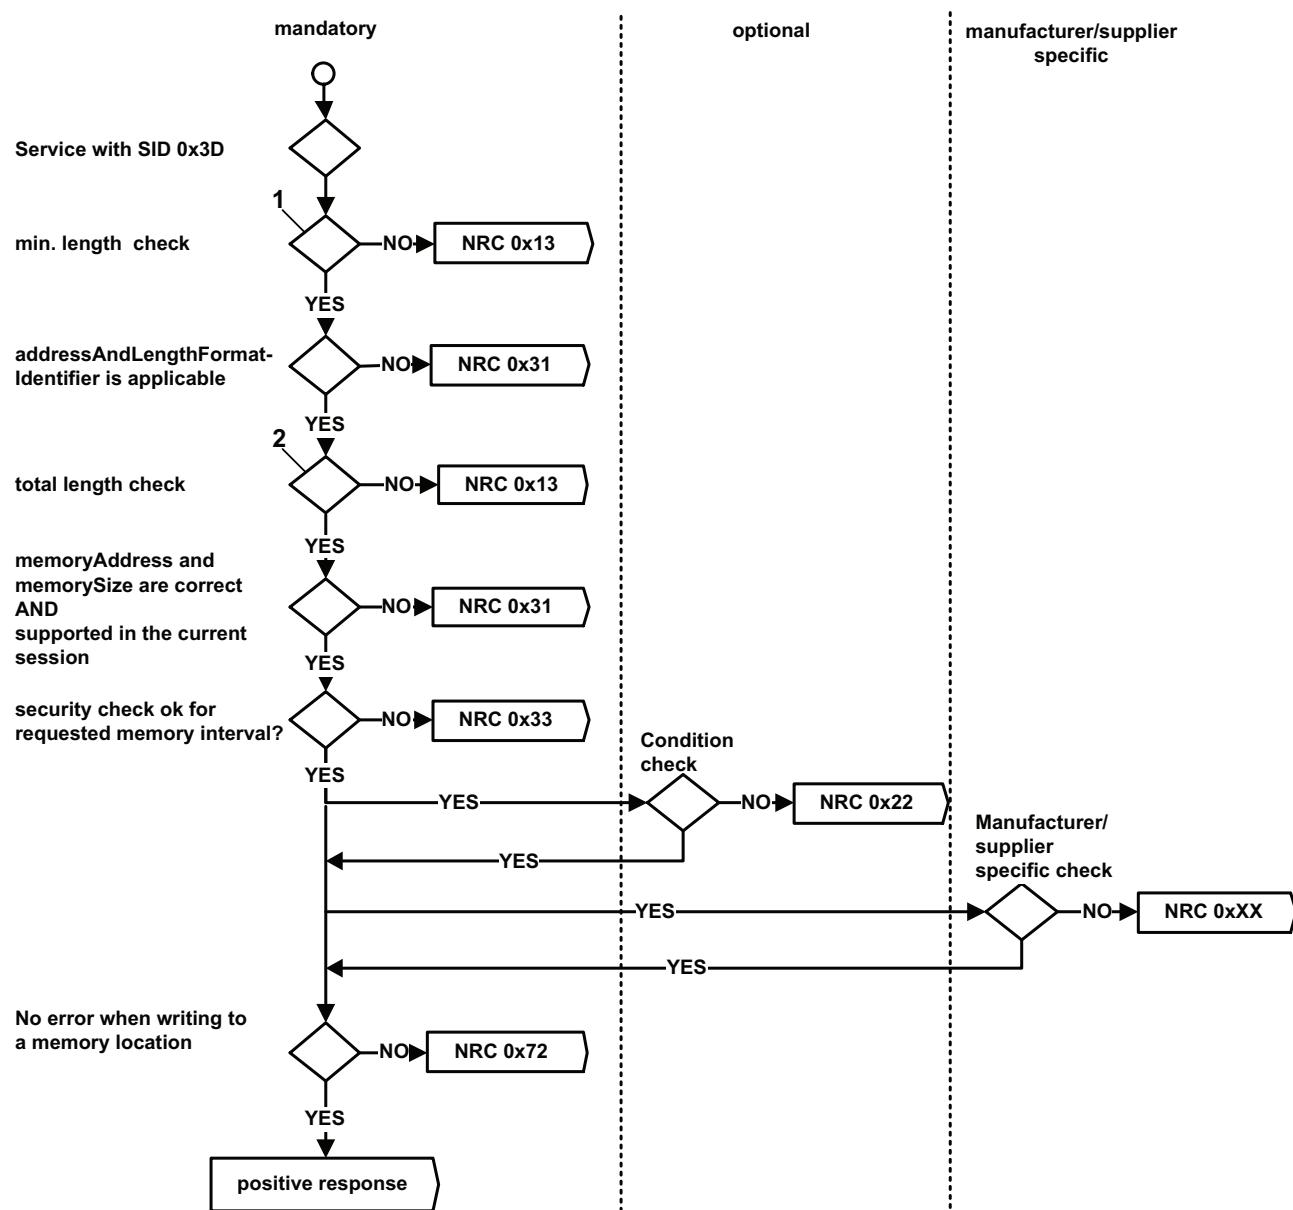 mandatory
optional
manufacturer/supplier
specific
Service with SID 0x3D
1
min. length  check
NO
NRC 0x13
YES
addressAndLengthFormat-
Identifier is applicable
NO
NRC 0x31
YES
2
total length check
NO
NRC 0x13
YES
memoryAddress and
memorySize are correct
AND
supported in the current
session
NO
NRC 0x31
YES
security check ok for
requested memory interval?
NO
NRC 0x33
YES
Condition
check
YES
NO
NRC 0x22
YES
Manufacturer/
supplier
specific check
YES
NO
NRC 0xXX
YES
No error when writing to
a memory location
NO
NRC 0x72
YES
positive response